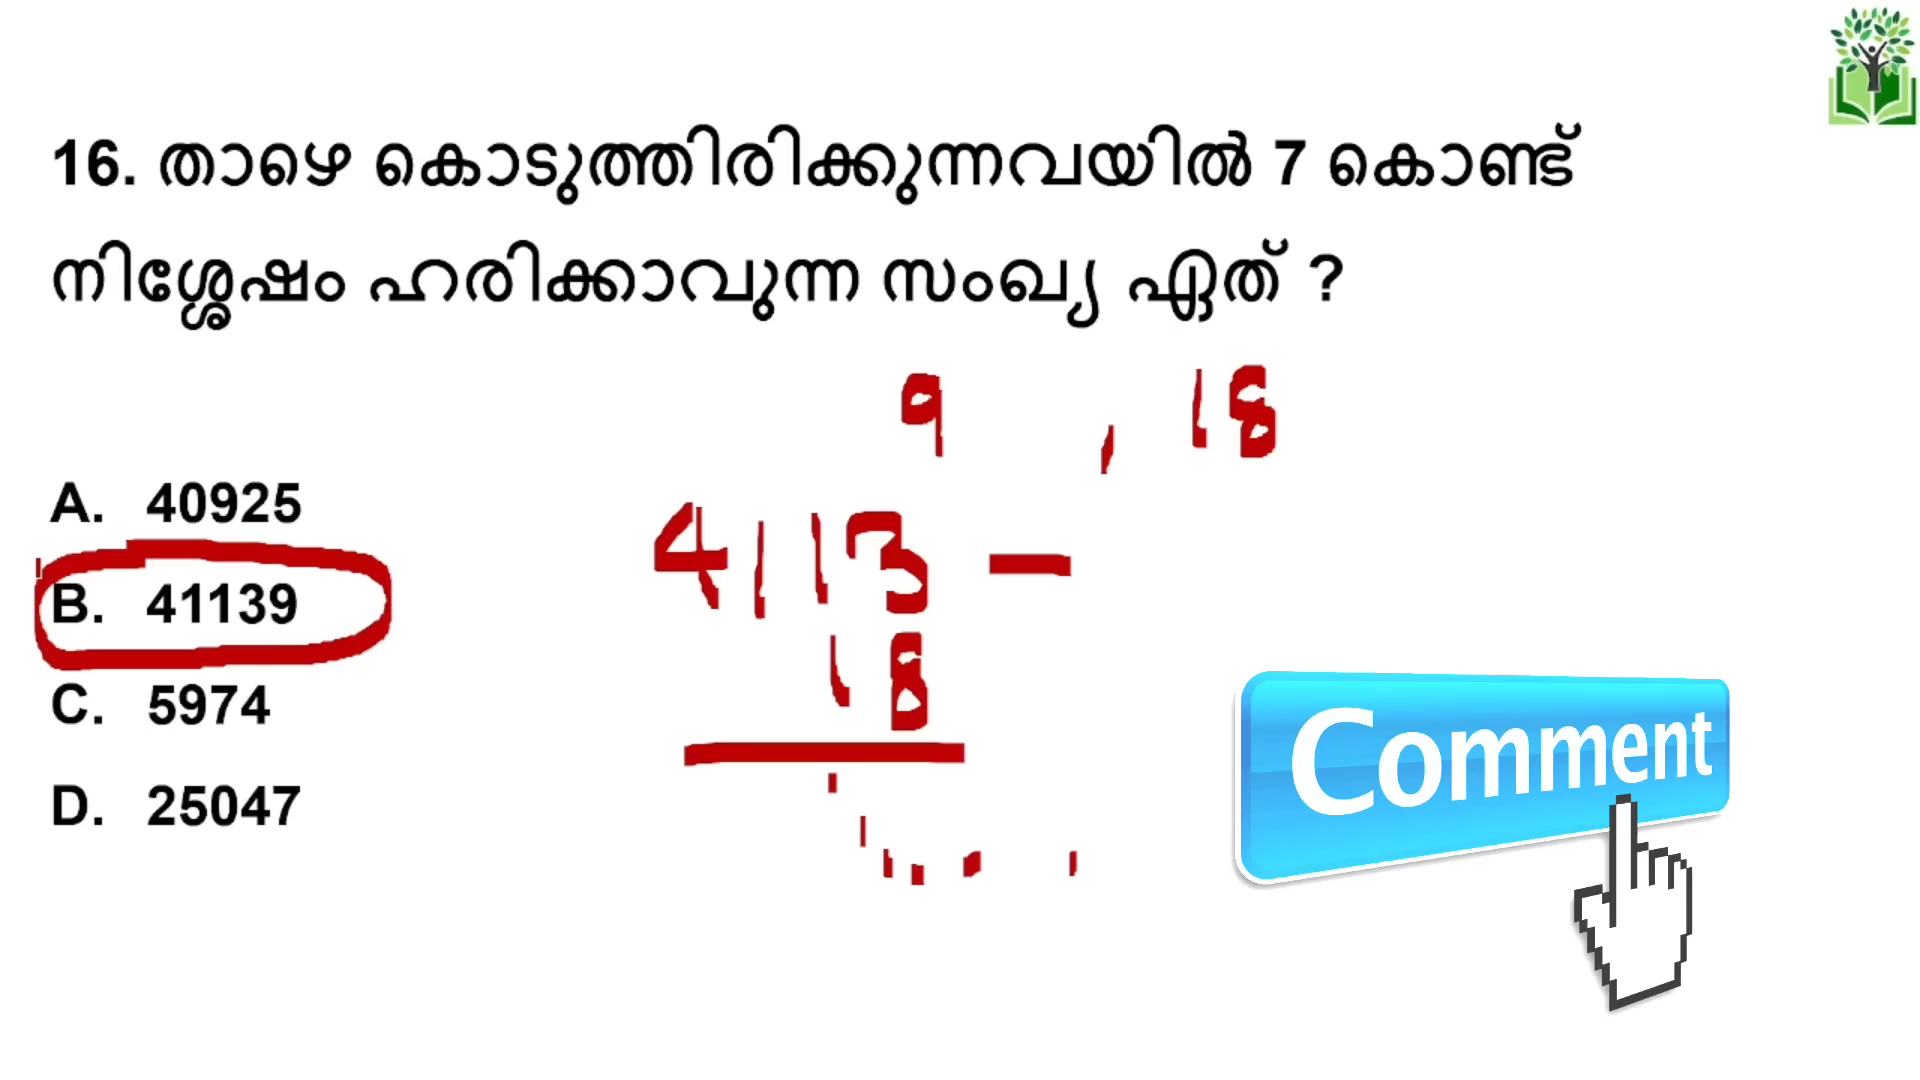 16. താഴെ കൊടുത്തിരിക്കുന്നവയിൽ 7 കൊണ്ട്
നിശ്ശേഷം ഹരിക്കാവുന്ന സംഖ്യ ഏത് ?
9 , 18
A. 40925
4113 –
B. 41139
18
C. 5974
D. 25047
Comment